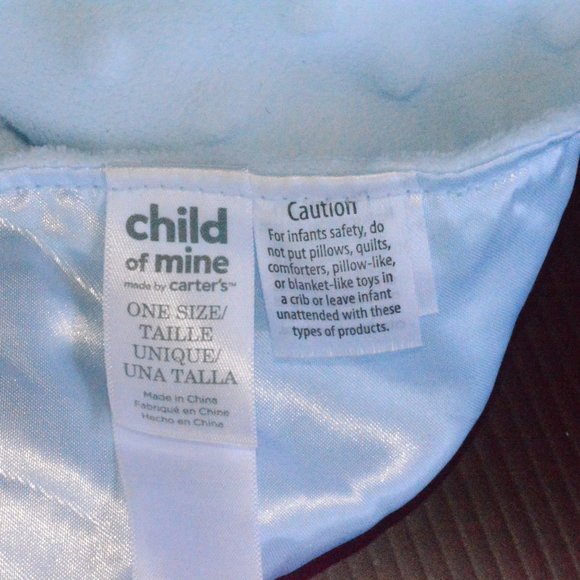 child
of mine
made by carter's™
ONE SIZE/
TAILLE
UNIQUE/
UNA TALLA
Made in China
Fabriqué en Chine
Hecho en China
Caution
For infants safety, do
not put pillows, quilts,
comforters, pillow-like,
or blanket-like toys in
a crib or leave infant
unattended with these
types of products.